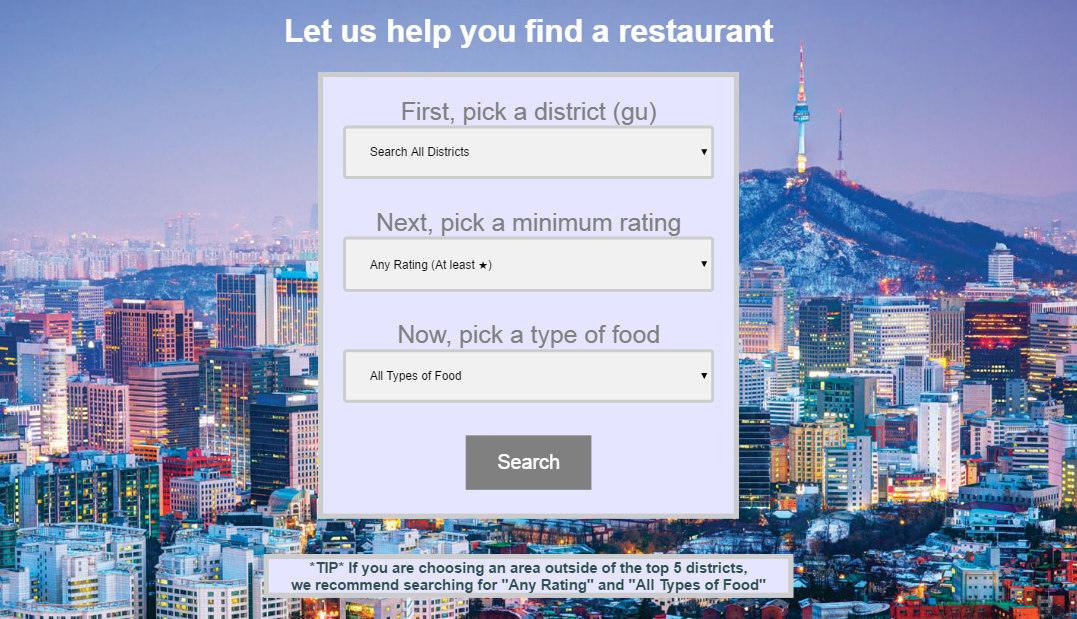 Let us help you find a restaurant
First, pick a district (gu)
Search All Districts
Next, pick a minimum rating
Any Rating (At least ★)
Now, pick a type of food
All Types of Food
Search
*TIP* If you are choosing an area outside of the top 5 districts,
we recommend searching for "Any Rating" and "All Types of Food"